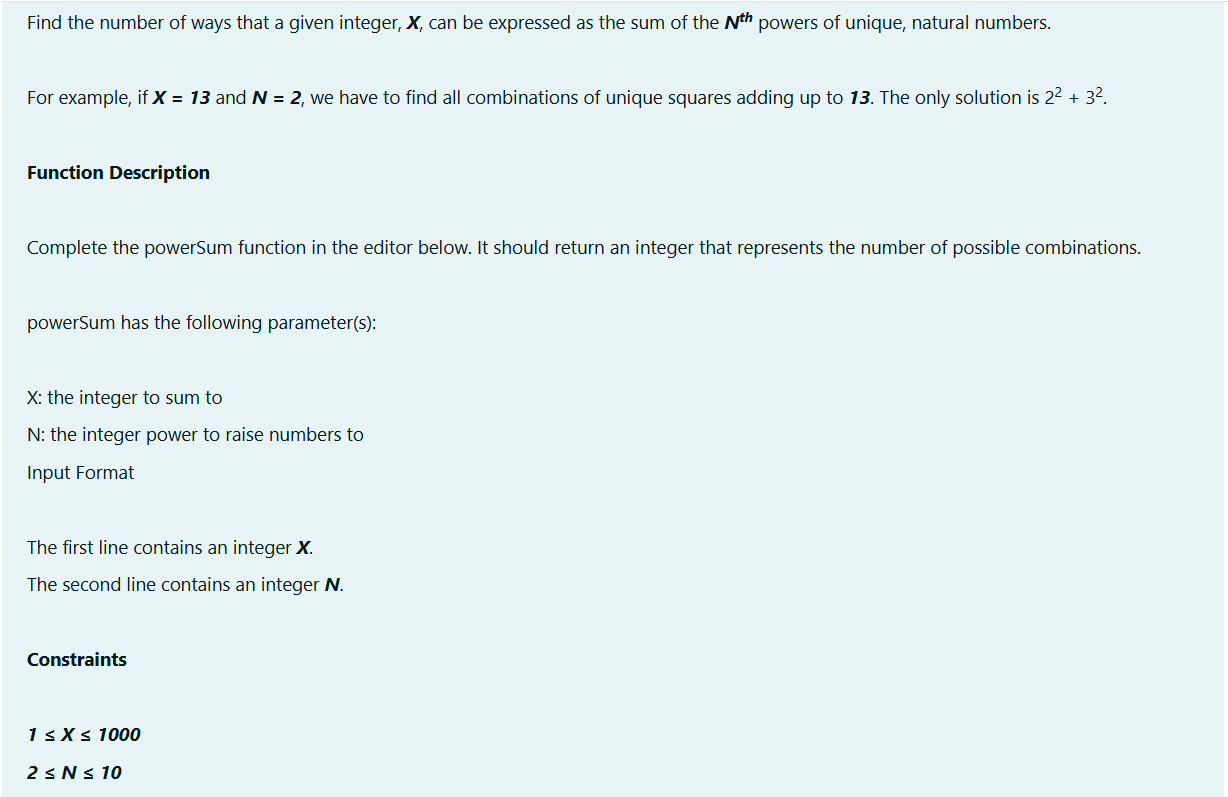 Find the number of ways that a given integer, X, can be expressed as the sum of the Nth powers of unique, natural numbers.
For example, if X = 13 and N = 2, we have to find all combinations of unique squares adding up to 13. The only solution is 2² + 3².
Function Description
Complete the powerSum function in the editor below. It should return an integer that represents the number of possible combinations.
powerSum has the following parameter(s):
X: the integer to sum to
N: the integer power to raise numbers to
Input Format
The first line contains an integer X.
The second line contains an integer N.
Constraints
1 ≤ X ≤ 1000
2 ≤ N ≤ 10